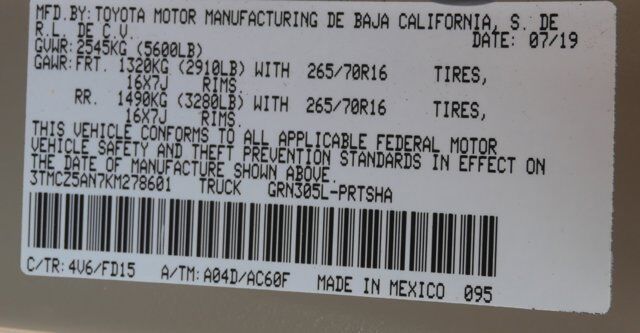 MFD.BY: TOYOTA MOTOR MANUFACTURING DE BAJA CALIFORNIA, S. DE
R.L. DE C.V. DATE: 07/19
GVWR: 2545KG (5600LB)
GAWR: FRT. 1320KG (2910LB) WITH 265/70R16 TIRES,
16X7J RIMS.
RR. 1490KG (3280LB) WITH 265/70R16 TIRES,
16X7J RIMS.
THIS VEHICLE CONFORMS TO ALL APPLICABLE FEDERAL MOTOR
VEHICLE SAFETY AND THEFT PREVENTION STANDARDS IN EFFECT ON
THE DATE OF MANUFACTURE SHOWN ABOVE.
3TMCZ5AN7KM278601 TRUCK GRN305L-PRTSHA
C/TR: 4V6/FD15 A/TM: A04D/AC60F MADE IN MEXICO 095